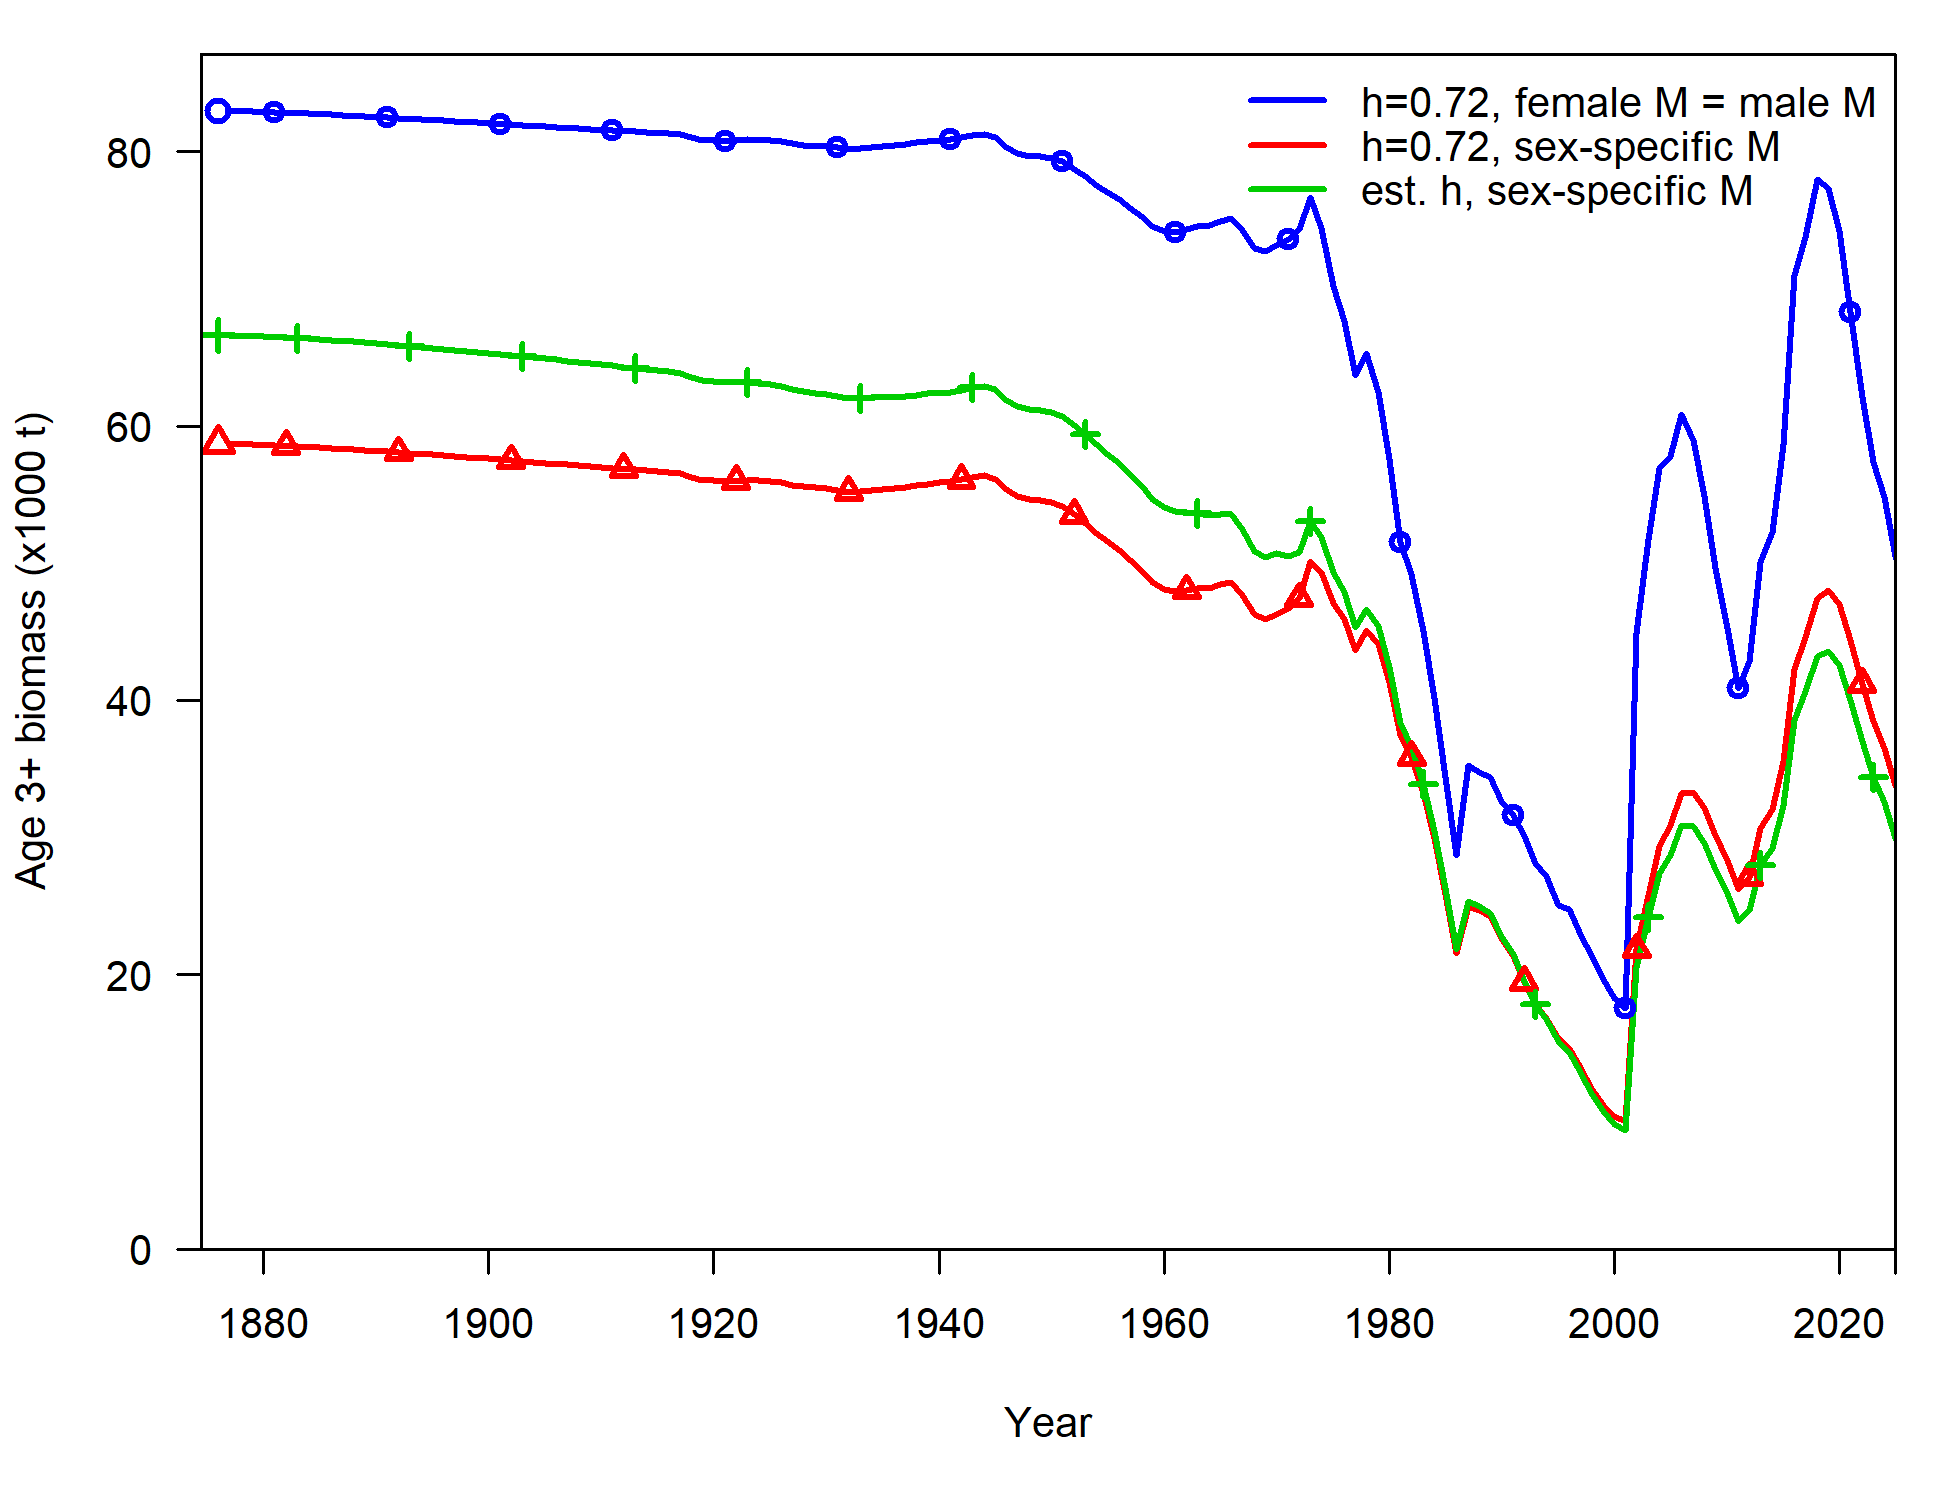 h=0.72, female M = male M
h=0.72, sex-specific M
est. h, sex-specific M
Age 3+ biomass (x1000 t)
80
60
40
20
0
1880 1900 1920 1940 1960 1980 2000 2020
Year